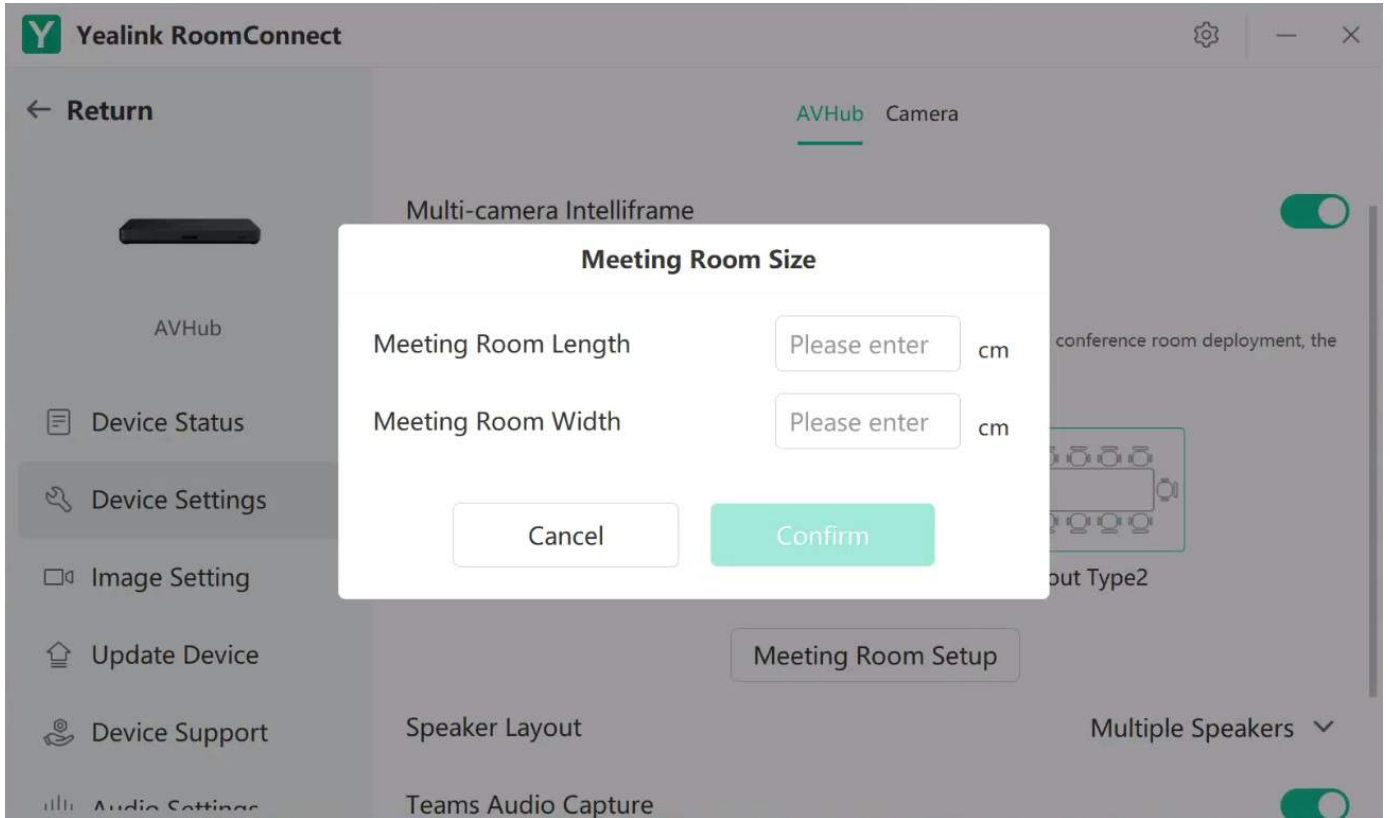 Yealink RoomConnect
Return
AVHub
Device Status
Device Settings
Image Setting
Update Device
Device Support
Audio Settings
AVHub Camera
Multi-camera Intelliframe
conference room deployment, the
Meeting Room Size
Meeting Room Length Please enter cm
Meeting Room Width Please enter cm
Cancel Confirm
out Type2
Meeting Room Setup
Speaker Layout Multiple Speakers
Teams Audio Capture